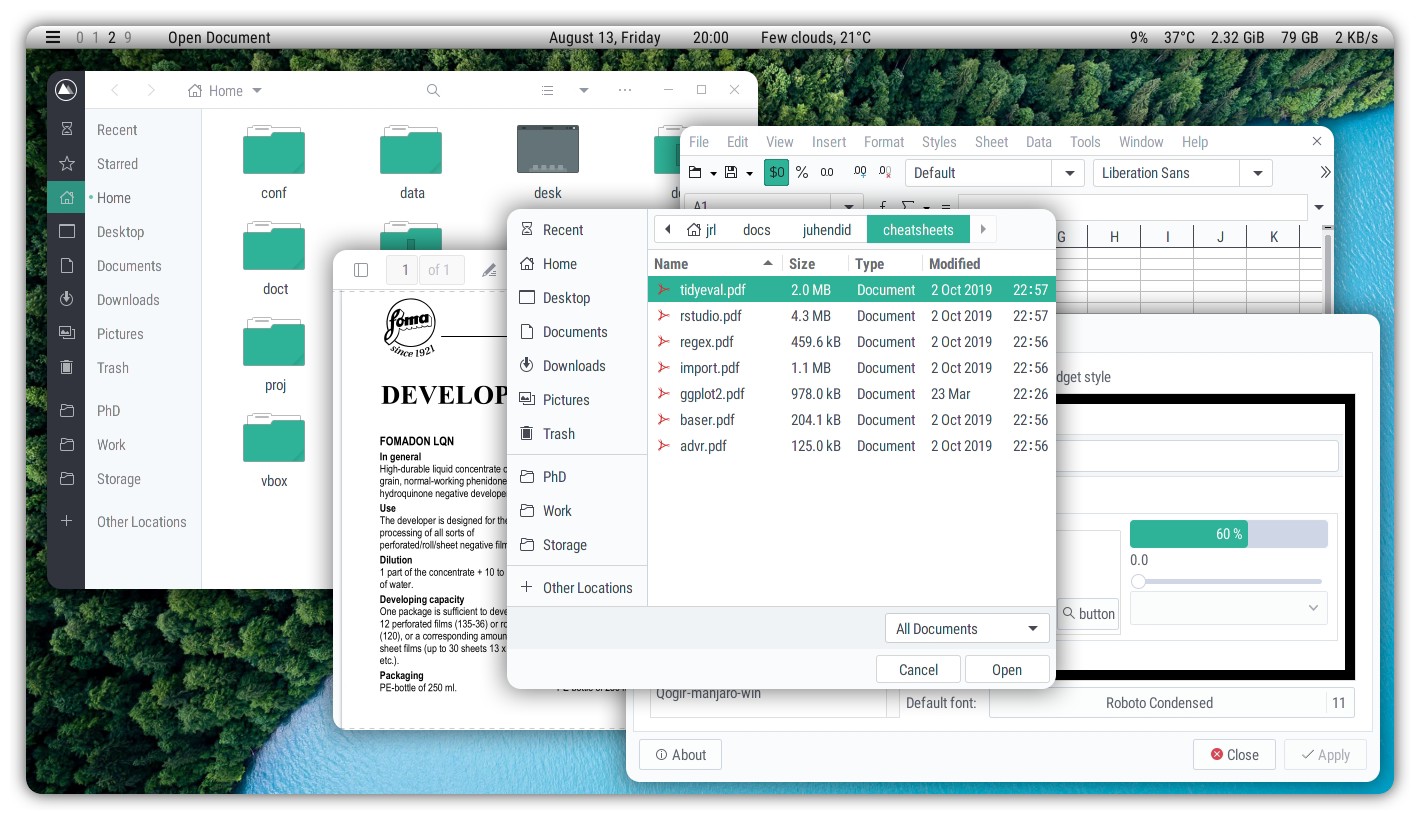 0 1 2 9 Open Document August 13, Friday 20:00 Few clouds, 21°C 9% 37°C 2.32 GiB 79 GB 2 KB/s
Home
Recent
Starred
Home
Desktop
Documents
Downloads
Pictures
Trash
PhD
Work
Storage
Other Locations
conf data desk
doct
proj
vbox
File Edit View Insert Format Styles Sheet Data Tools Window Help
$0 % 0.0 .00 .00 Default Liberation Sans
A1
G H I J K
1 of 1
foma
since 1921
DEVELOP
FOMADON LQN
In general
High-durable liquid concentrate
grain, normal-working phenidone
hydroquinone negative develope
Use
The developer is designed for the
processing of all sorts of
perforated/roll/sheet negative film
Dilution
1 part of the concentrate + 10 to
of water.
Developing capacity
One package is sufficient to deve
12 perforated films (135-36) or ro
(120), or a corresponding amoun
sheet films (up to 30 sheets 13 x
etc.).
Packaging
PE-bottle of 250 ml.
Recent
Home
Desktop
Documents
Downloads
Pictures
Trash
PhD
Work
Storage
Other Locations
jrl docs juhendid cheatsheets
Name Size Type Modified
tidyeval.pdf 2.0 MB Document 2 Oct 2019 22:57
rstudio.pdf 4.3 MB Document 2 Oct 2019 22:57
regex.pdf 459.6 kB Document 2 Oct 2019 22:56
import.pdf 1.1 MB Document 2 Oct 2019 22:56
ggplot2.pdf 978.0 kB Document 23 Mar 22:26
baser.pdf 204.1 kB Document 2 Oct 2019 22:56
advr.pdf 125.0 kB Document 2 Oct 2019 22:56
All Documents
Cancel Open
dget style
60 %
0.0
button
Qogir-manjaro-win
Default font: Roboto Condensed 11
About Close Apply